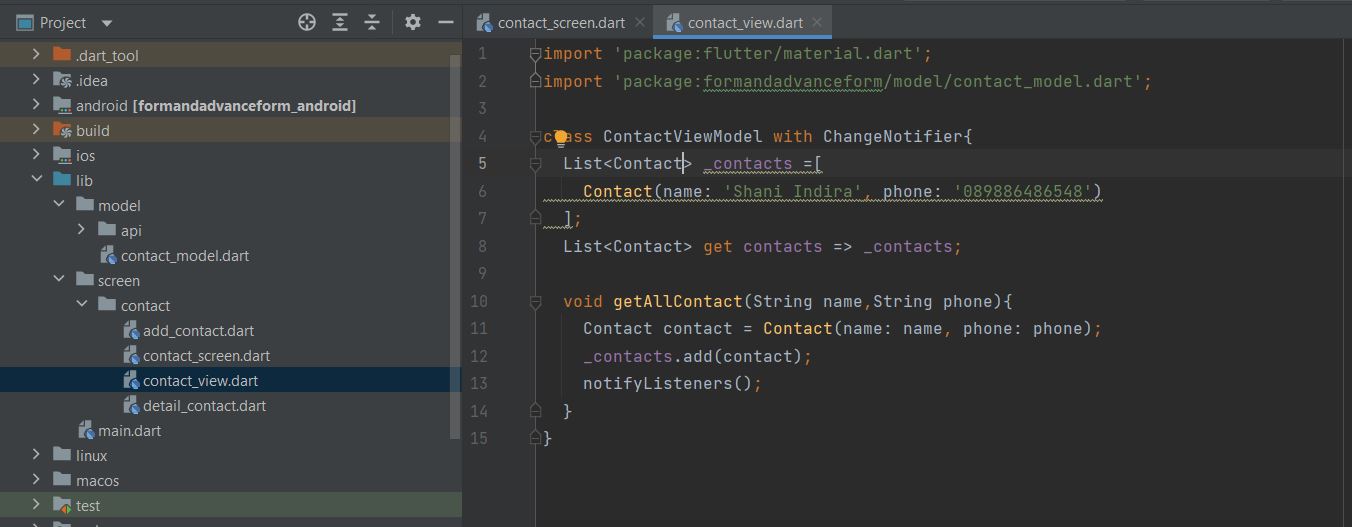 Project
contact_screen.dart
contact_view.dart
.dart_tool
.idea
android [formandadvanceform_android]
build
ios
lib
model
api
contact_model.dart
screen
contact
add_contact.dart
contact_screen.dart
contact_view.dart
detail_contact.dart
main.dart
linux
macos
test
1 import 'package:flutter/material.dart';
2 import 'package:formandadvanceform/model/contact_model.dart';
3
4 class ContactViewModel with ChangeNotifier{
5 List<Contact> _contacts =[
6 Contact(name: 'Shani Indira', phone: '089886486548')
7 ];
8 List<Contact> get contacts => _contacts;
9
10 void getAllContact(String name,String phone){
11 Contact contact = Contact(name: name, phone: phone);
12 _contacts.add(contact);
13 notifyListeners();
14 }
15 }